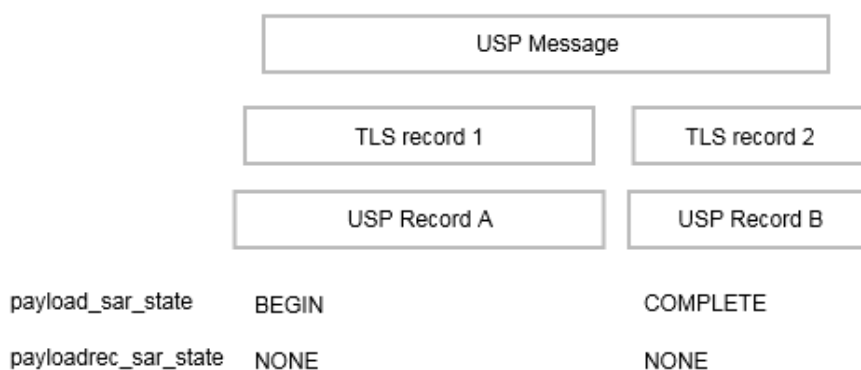 USP Message
TLS record 1 TLS record 2
USP Record A USP Record B
payload_sar_state BEGIN COMPLETE
payloadrec_sar_state NONE NONE